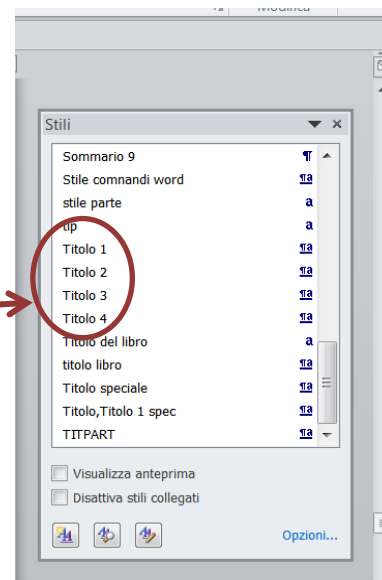 Modifica
Stili
Sommario 9
Stile comnandi word
stile parte
tip
Titolo 1
Titolo 2
Titolo 3
Titolo 4
Titolo del libro
titolo libro
Titolo speciale
Titolo,Titolo 1 spec
TITPART
Visualizza anteprima
Disattiva stili collegati
Opzioni...